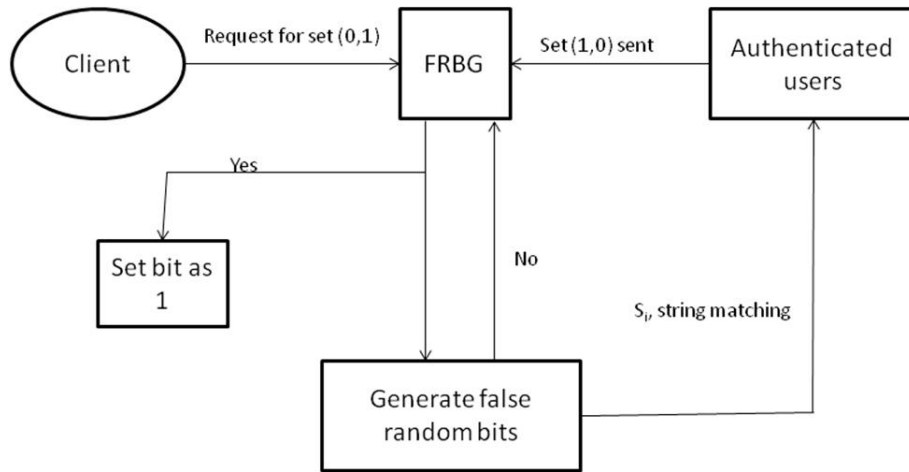 Client
Request for set (0,1)
FRBG
Set (1,0) sent
Authenticated
users
Yes
Set bit as
1
No
Sᵢ, string matching
Generate false
random bits